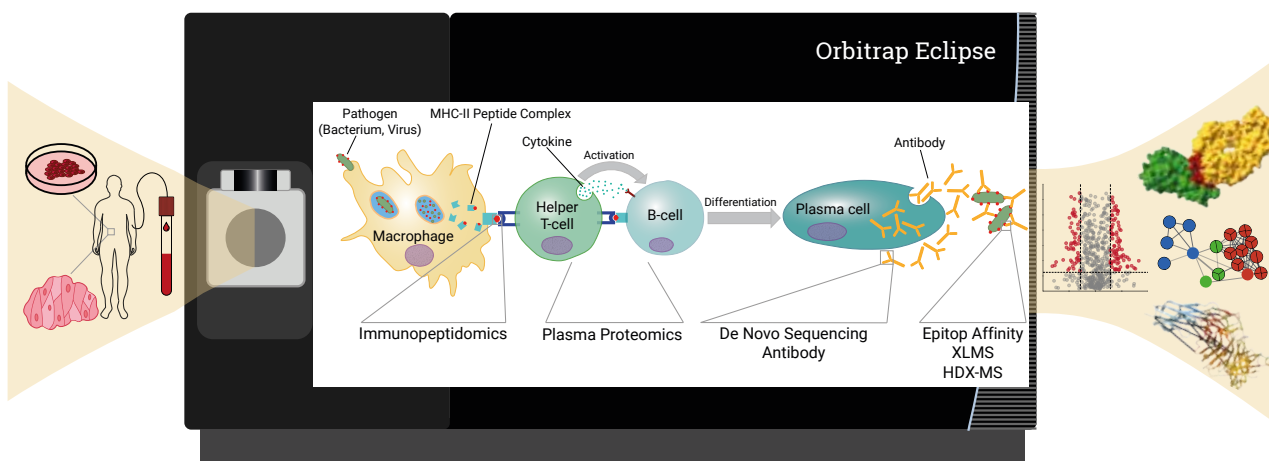 Orbitrap Eclipse
Pathogen
(Bacterium, Virus)
MHC-II Peptide Complex
Cytokine
Activation
Antibody
Macrophage
Helper
T-cell
B-cell
Differentiation
Plasma cell
Immunopeptidomics
Plasma Proteomics
De Novo Sequencing
Antibody
Epitop Affinity
XLMS
HDX-MS